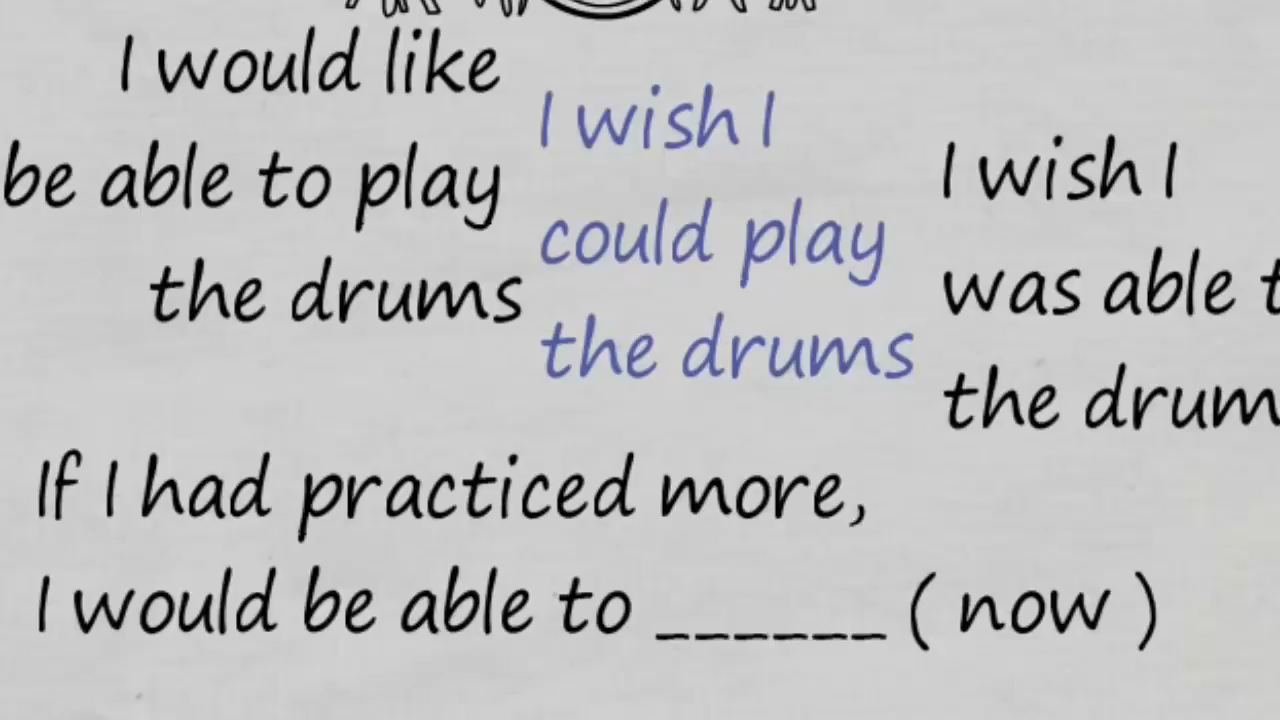 I would like
be able to play
the drums
I wish I
could play
the drums
I wish I
was able
the
If I had practiced more,
I would be able to ______ ( now )